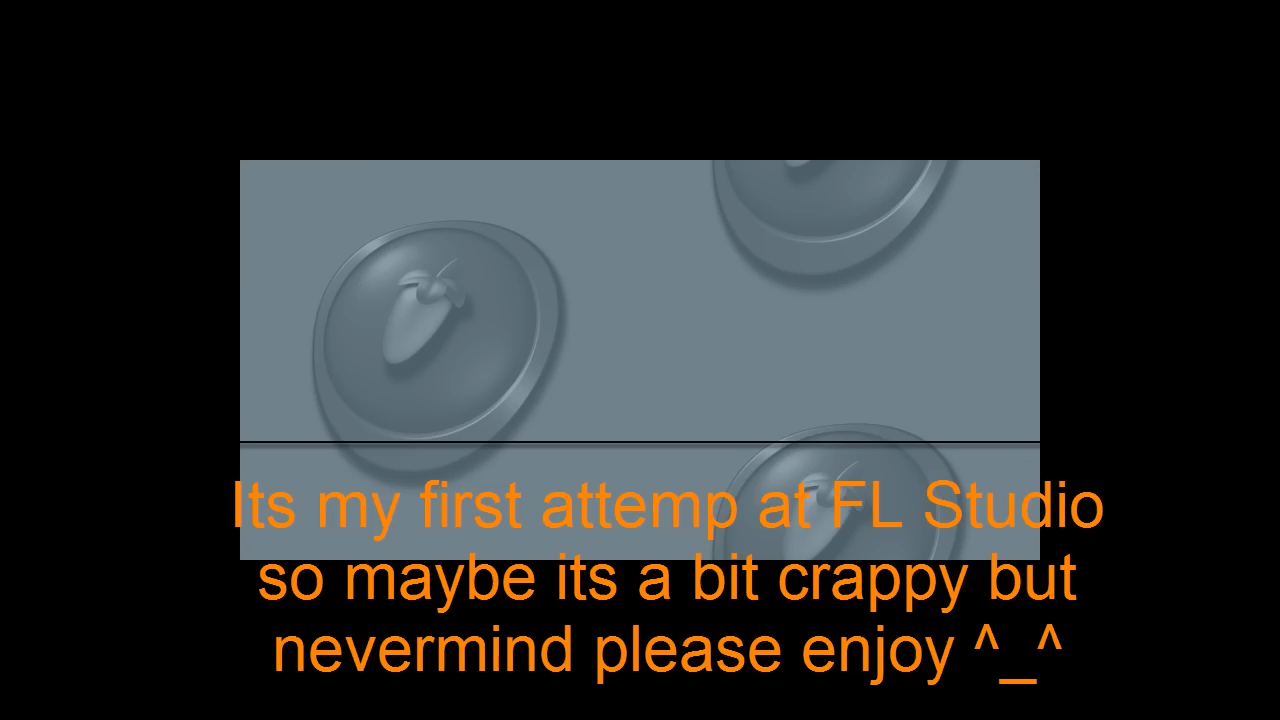 Its my first attemp at FL Studio
so maybe its a bit crappy but
nevermind please enjoy ^_^